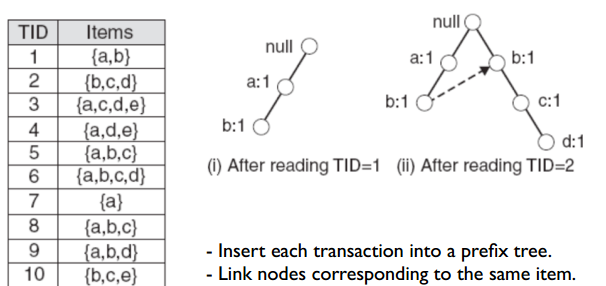 TID Items
1 {a,b}
2 {b,c,d}
3 {a,c,d,e}
4 {a,d,e}
5 {a,b,c}
6 {a,b,c,d}
7 {a}
8 {a,b,c}
9 {a,b,d}
10 {b,c,e}
null
a:1
b:1
(i) After reading TID=1
null
a:1
b:1
b:1
c:1
d:1
(ii) After reading TID=2
- Insert each transaction into a prefix tree.
- Link nodes corresponding to the same item.